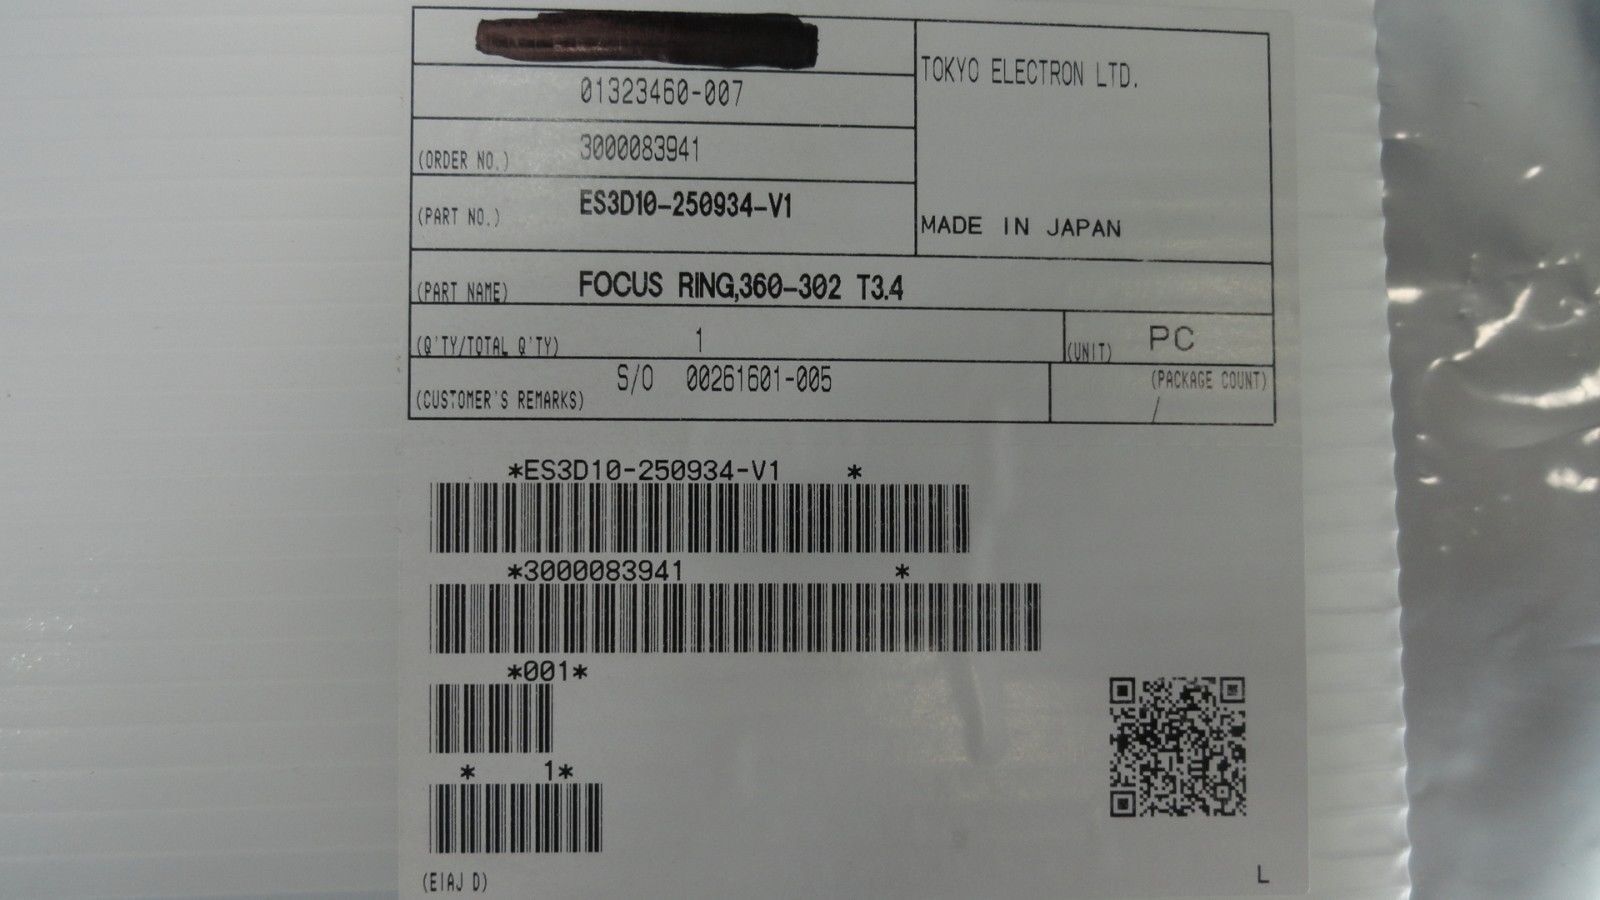 01323460-007
TOKYO ELECTRON LTD.
(ORDER NO.) 3000083941
(PART NO.) ES3D10-250934-V1
MADE IN JAPAN
(PART NAME) FOCUS RING,360-302 T3.4
(Q'TY/TOTAL Q'TY) 1 (UNIT) PC
(CUSTOMER'S REMARKS) S/O 00261601-005 (PACKAGE COUNT)
/
*ES3D10-250934-V1 *
*3000083941 *
*001*
* 1*
(EIAJ D) L